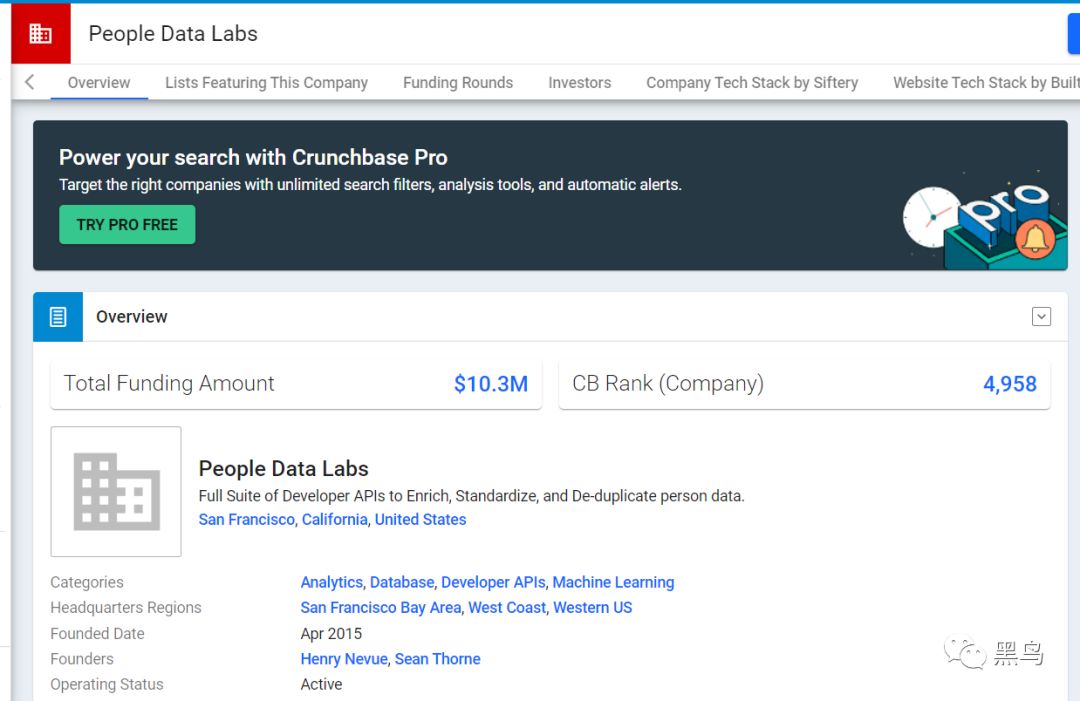 People Data Labs
Overview Lists Featuring This Company Funding Rounds Investors Company Tech Stack by Siftery Website Tech Stack by Built
Power your search with Crunchbase Pro
Target the right companies with unlimited search filters, analysis tools, and automatic alerts.
TRY PRO FREE
pro
Overview
Total Funding Amount $10.3M CB Rank (Company) 4,958
People Data Labs
Full Suite of Developer APIs to Enrich, Standardize, and De-duplicate person data.
San Francisco, California, United States
Categories Analytics, Database, Developer APIs, Machine Learning
Headquarters Regions San Francisco Bay Area, West Coast, Western US
Founded Date Apr 2015
Founders Henry Nevue, Sean Thorne
Operating Status Active
黑鸟